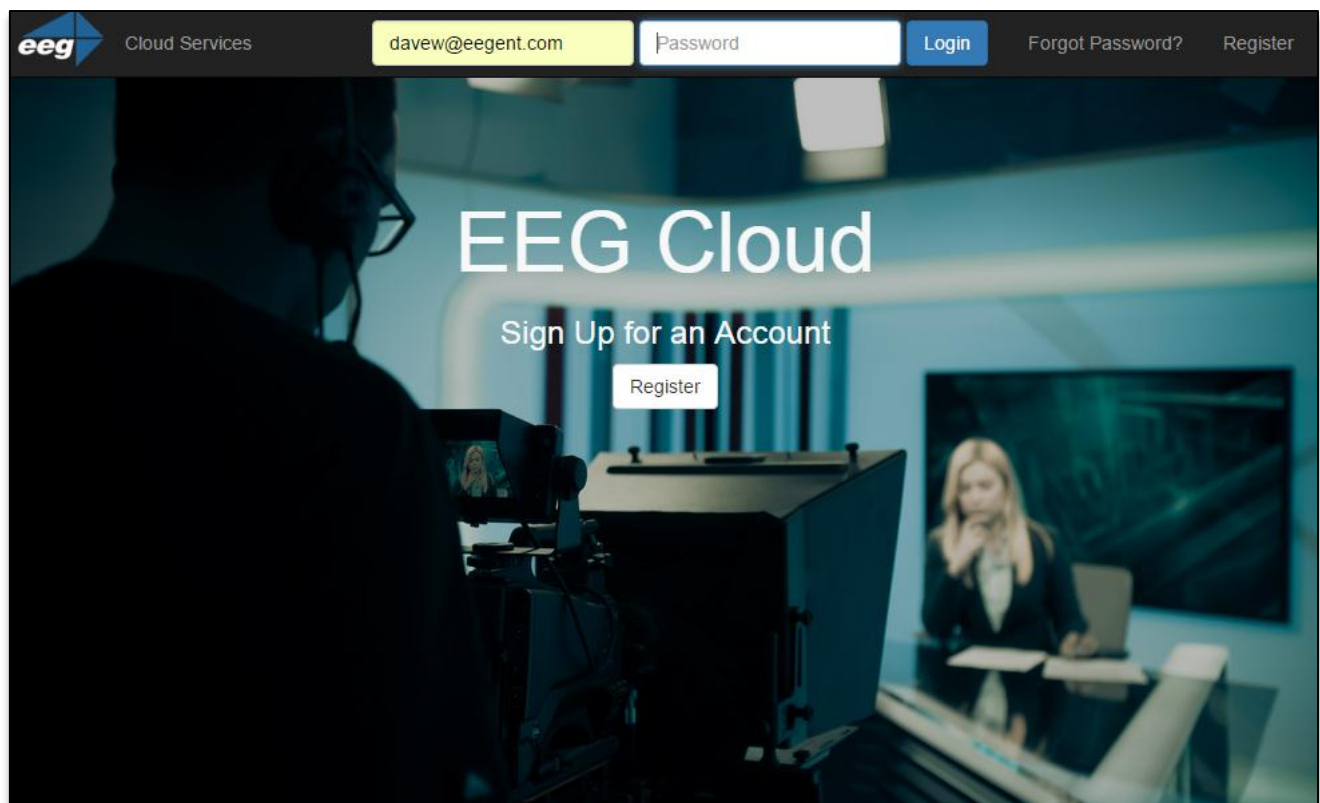 eeg Cloud Services davew@eegent.com Password Login Forgot Password? Register
EEG Cloud
Sign Up for an Account
Register